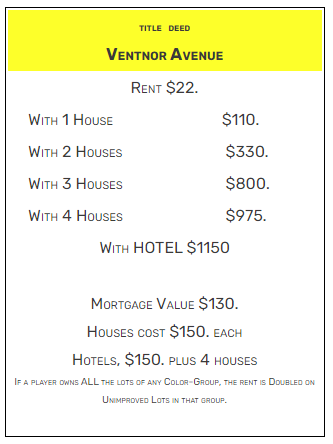 TITLE DEED
VENTNOR AVENUE
RENT $22.
WITH 1 HOUSE $110.
WITH 2 HOUSES $330.
WITH 3 HOUSES $800.
WITH 4 HOUSES $975.
WITH HOTEL $1150
MORTGAGE VALUE $130.
HOUSES COST $150. EACH
HOTELS, $150. PLUS 4 HOUSES
IF A PLAYER OWNS ALL THE LOTS OF ANY COLOR-GROUP, THE RENT IS DOUBLED ON
UNIMPROVED LOTS IN THAT GROUP.